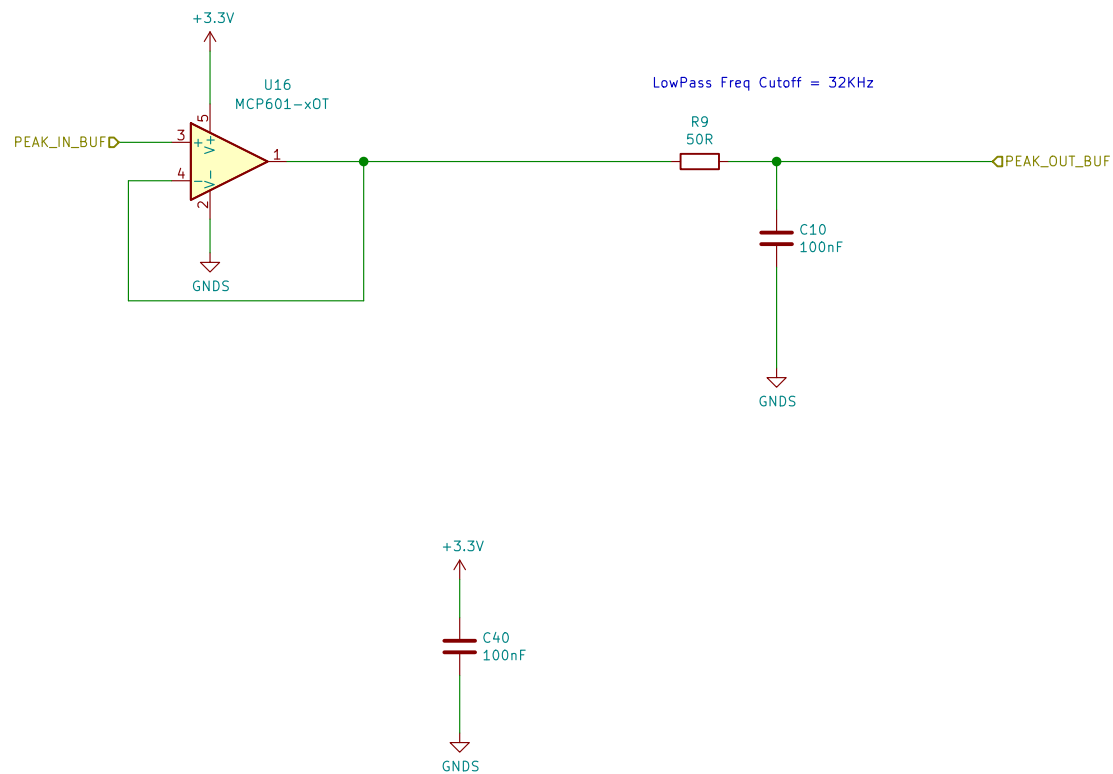 +3.3V
U16
MCP601-xOT
LowPass Freq Cutoff = 32KHz
5
V+
PEAK_IN_BUF
3
+
1
R9
50R
PEAK_OUT_BUF
4
-
V-
2
GNDS
C10
100nF
GNDS
+3.3V
C40
100nF
GNDS